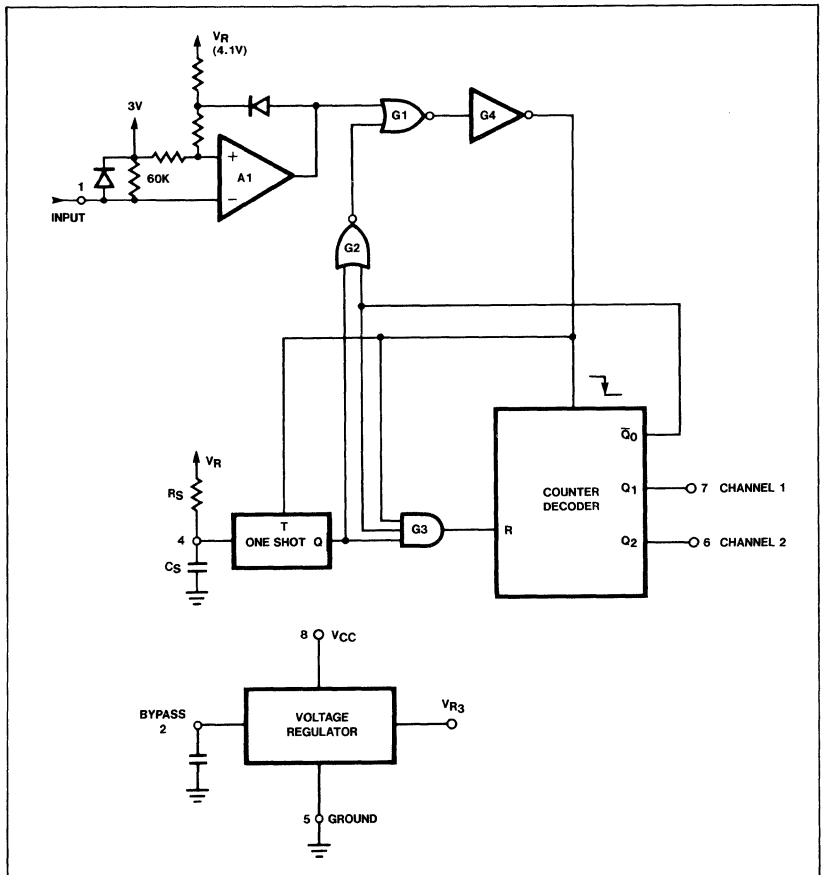 VR
(4.1V)
3V
60K
1
INPUT
+
A1
−
G1
G4
G2
VR
RS
4
CS
T
ONE SHOT
Q
G3
R
COUNTER
DECODER
Q̅0
Q1
7 CHANNEL 1
Q2
6 CHANNEL 2
8 VCC
BYPASS
2
VOLTAGE
REGULATOR
VR3
5 GROUND